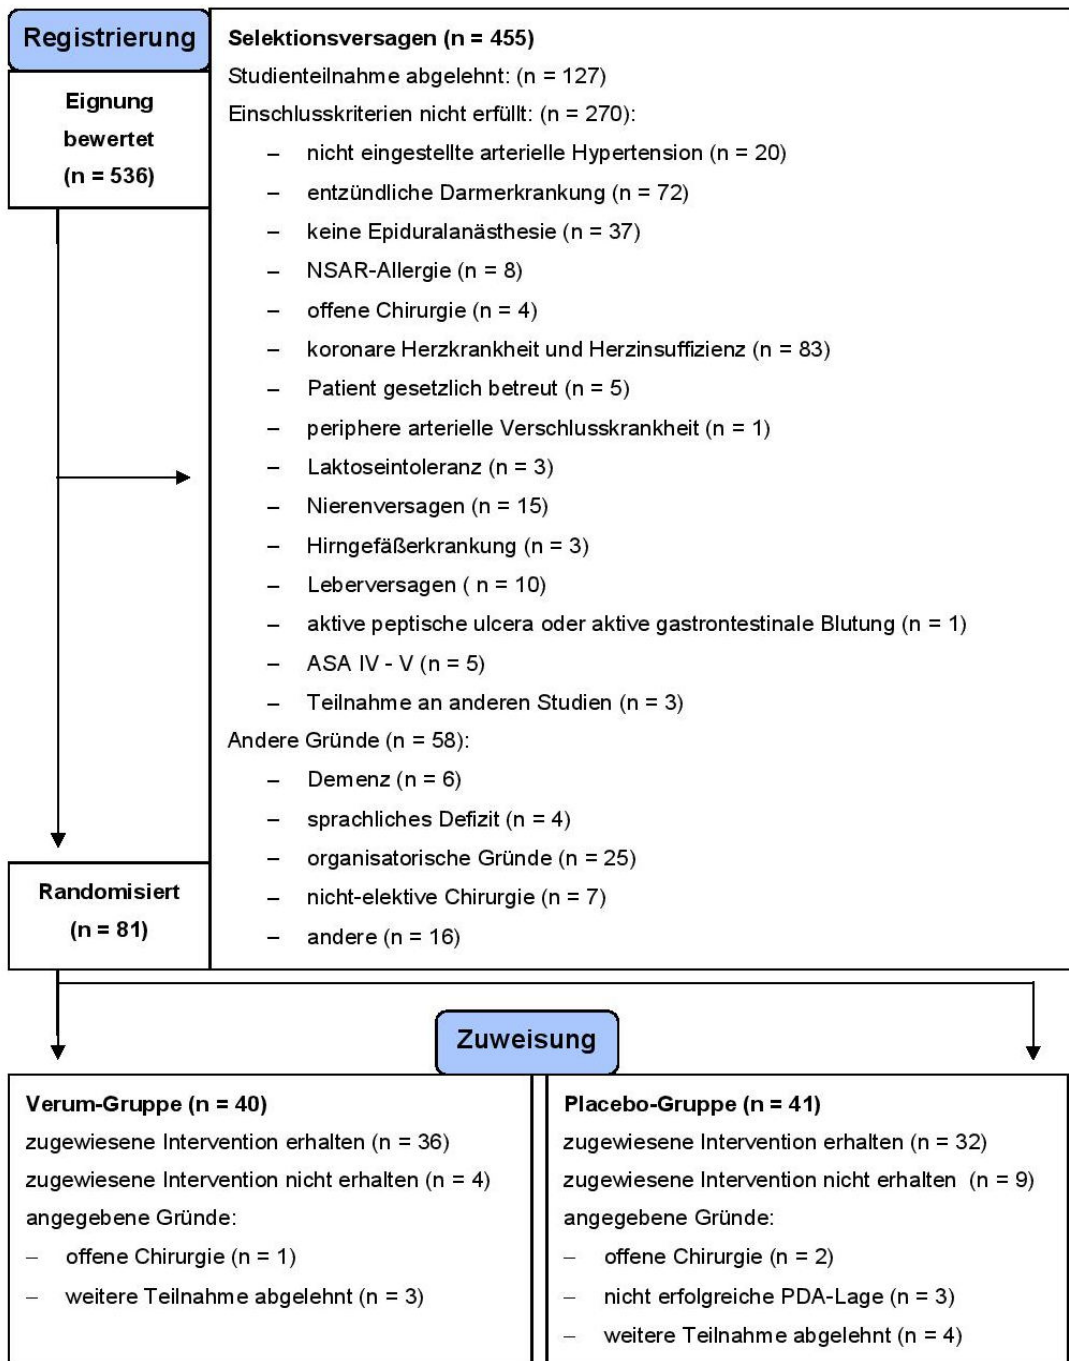 Registrierung
Eignung
bewertet
(n = 536)
Selektionsversagen (n = 455)
Studienteilnahme abgelehnt: (n = 127)
Einschlusskriterien nicht erfüllt: (n = 270):
– nicht eingestellte arterielle Hypertension (n = 20)
– entzündliche Darmerkrankung (n = 72)
– keine Epiduralanästhesie (n = 37)
– NSAR-Allergie (n = 8)
– offene Chirurgie (n = 4)
– koronare Herzkrankheit und Herzinsuffizienz (n = 83)
– Patient gesetzlich betreut (n = 5)
– periphere arterielle Verschlusskrankheit (n = 1)
– Laktoseintoleranz (n = 3)
– Nierenversagen (n = 15)
– Hirngefäßerkrankung (n = 3)
– Leberversagen ( n = 10)
– aktive peptische ulcera oder aktive gastrontestinale Blutung (n = 1)
– ASA IV - V (n = 5)
– Teilnahme an anderen Studien (n = 3)
Andere Gründe (n = 58):
– Demenz (n = 6)
– sprachliches Defizit (n = 4)
– organisatorische Gründe (n = 25)
– nicht-elektive Chirurgie (n = 7)
– andere (n = 16)
Randomisiert
(n = 81)
Zuweisung
Verum-Gruppe (n = 40)
zugewiesene Intervention erhalten (n = 36)
zugewiesene Intervention nicht erhalten (n = 4)
angegebene Gründe:
– offene Chirurgie (n = 1)
– weitere Teilnahme abgelehnt (n = 3)
Placebo-Gruppe (n = 41)
zugewiesene Intervention erhalten (n = 32)
zugewiesene Intervention nicht erhalten (n = 9)
angegebene Gründe:
– offene Chirurgie (n = 2)
– nicht erfolgreiche PDA-Lage (n = 3)
– weitere Teilnahme abgelehnt (n = 4)